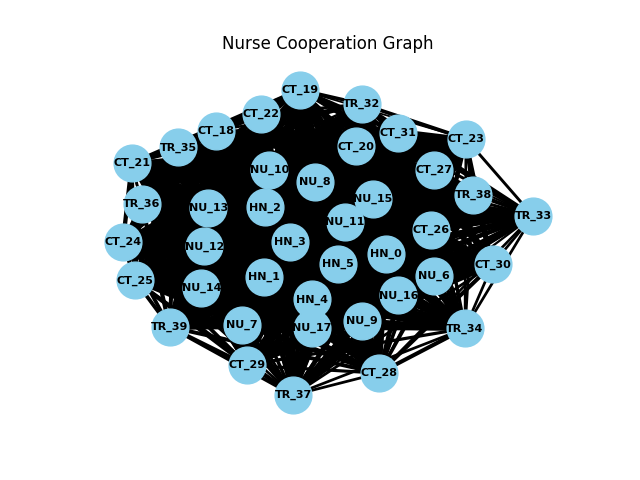 Nurse Cooperation Graph
CT_19
TR_32
CT_22
CT_18
CT_31
CT_23
TR_35
CT_20
CT_21
NU_10
CT_27
NU_8
TR_38
NU_15
TR_36
NU_13
HN_2
TR_33
NU_11
CT_26
CT_24
NU_12
HN_3
HN_0
HN_5
CT_30
CT_25
HN_1
NU_6
NU_14
NU_16
HN_4
TR_39
NU_7
NU_17
NU_9
TR_34
CT_29
CT_28
TR_37